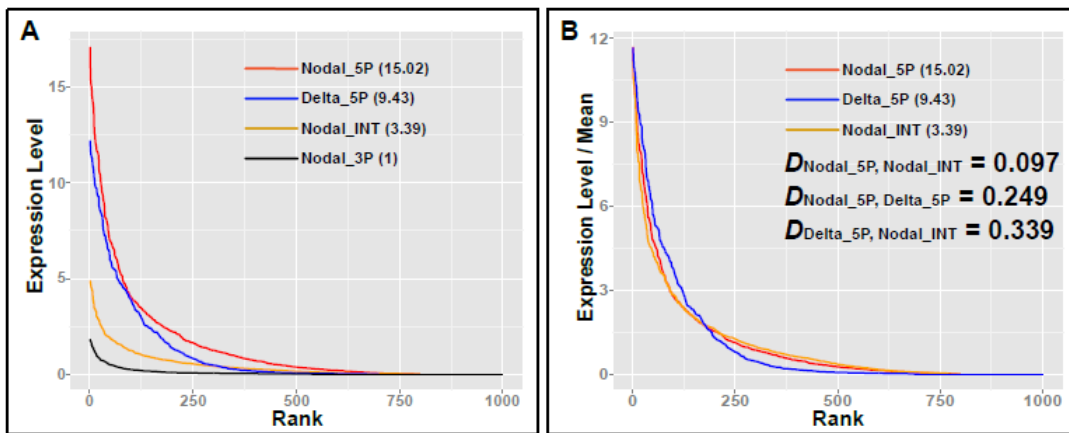 A
Expression Level
15
10
5
0
Nodal_5P (15.02)
Delta_5P (9.43)
Nodal_INT (3.39)
Nodal_3P (1)
0
250
500
750
1000
Rank
B
Expression Level / Mean
12
9
6
3
0
Nodal_5P (15.02)
Delta_5P (9.43)
Nodal_INT (3.39)
DNodal_5P, Nodal_INT = 0.097
DNodal_5P, Delta_5P = 0.249
DDelta_5P, Nodal_INT = 0.339
0
250
500
750
1000
Rank